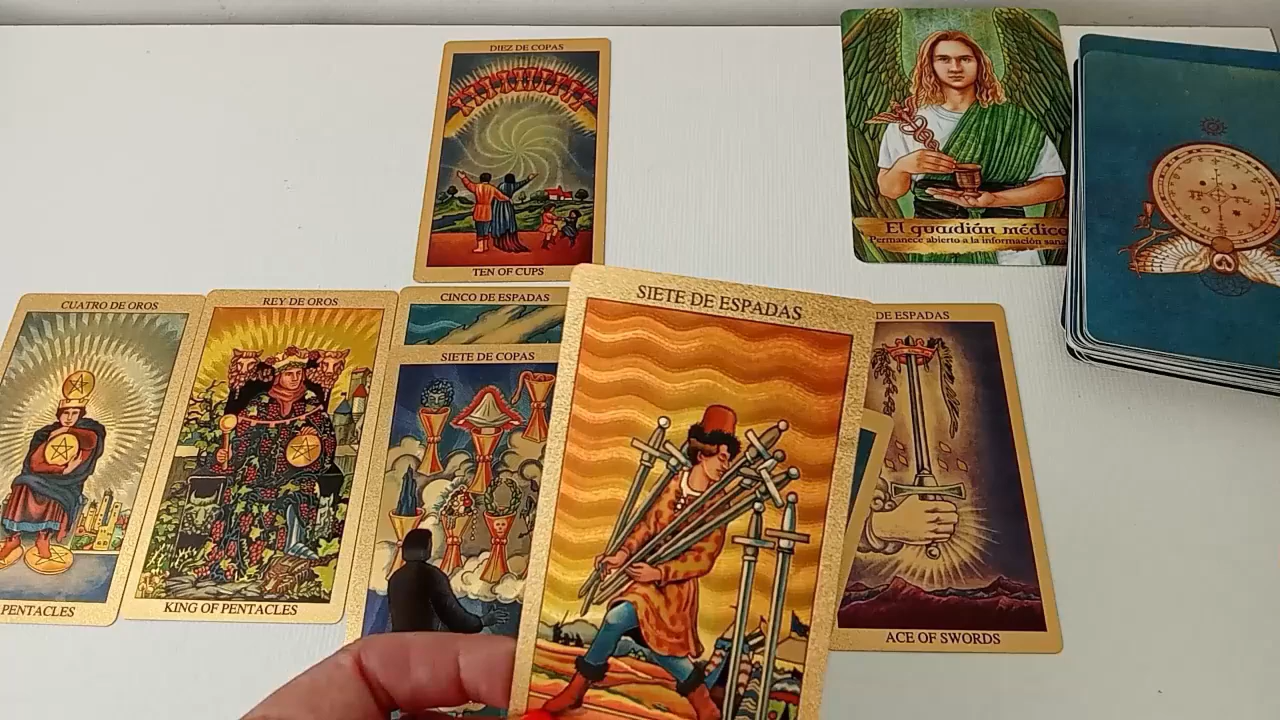 DIEZ DE COPAS
TEN OF CUPS
El guardián médico
Permanece abierto a la información sana
CUATRO DE OROS
PENTACLES
REY DE OROS
KING OF PENTACLES
CINCO DE ESPADAS
SIETE DE COPAS
SIETE DE ESPADAS
DE ESPADAS
ACE OF SWORDS